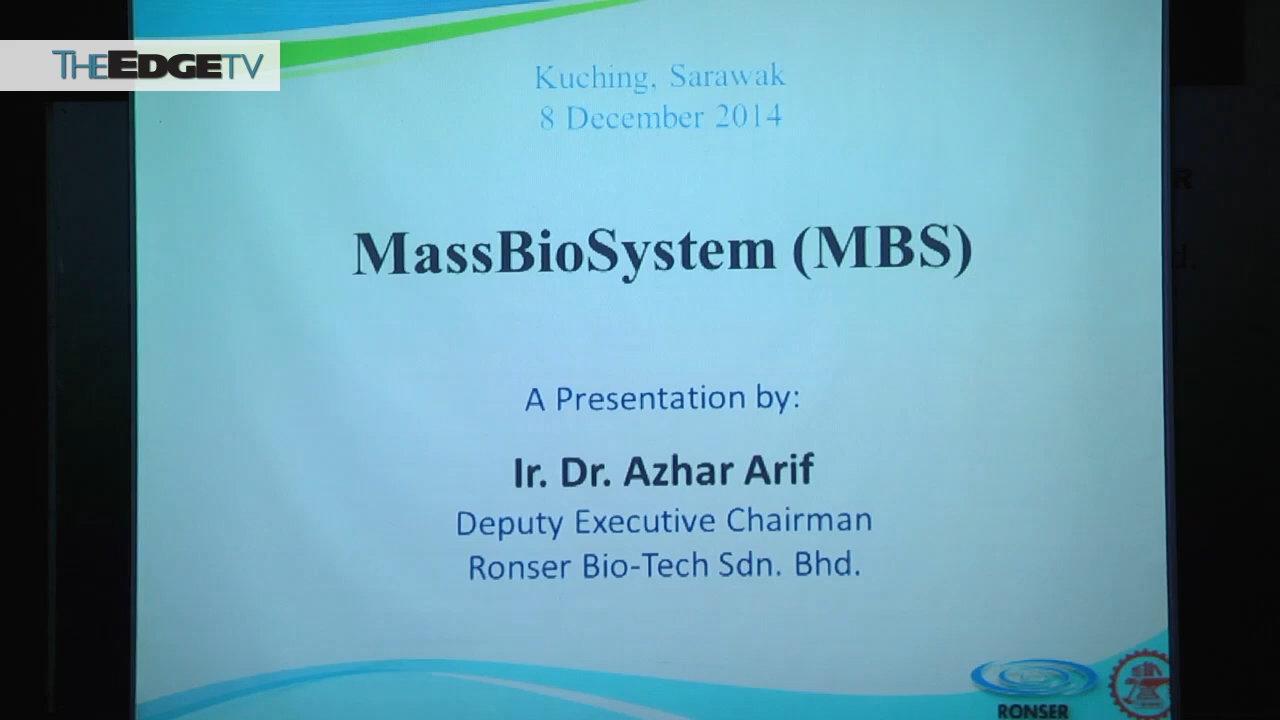 THEEDGETV
Kuching, Sarawak
8 December 2014
MassBioSystem (MBS)
A Presentation by:
Ir. Dr. Azhar Arif
Deputy Executive Chairman
Ronser Bio-Tech Sdn. Bhd.
RONSER